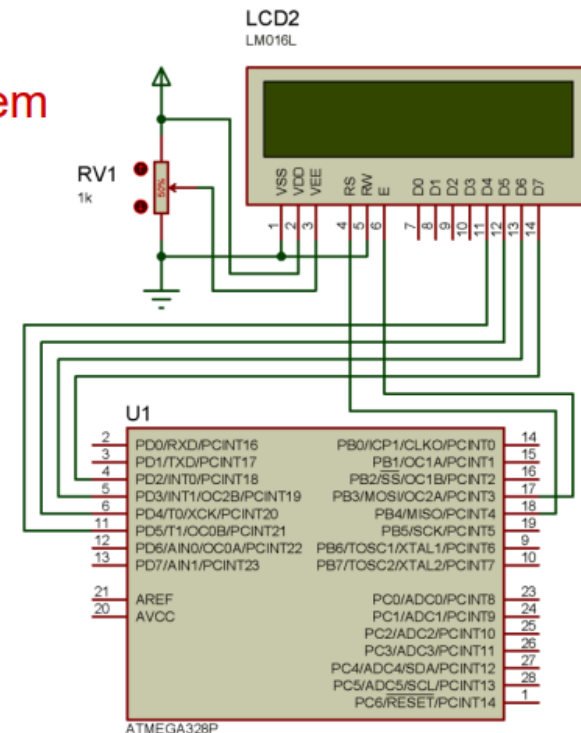 LCD2
LM016L
em
RV1
1k
50%
VSS VDD VEE RS RW E D0 D1 D2 D3 D4 D5 D6 D7
1 2 3 4 5 6 7 8 9 10 11 12 13 14
U1
2 PD0/RXD/PCINT16 PB0/ICP1/CLKO/PCINT0 14
3 PD1/TXD/PCINT17 PB1/OC1A/PCINT1 15
4 PD2/INT0/PCINT18 PB2/SS/OC1B/PCINT2 16
5 PD3/INT1/OC2B/PCINT19 PB3/MOSI/OC2A/PCINT3 17
6 PD4/T0/XCK/PCINT20 PB4/MISO/PCINT4 18
11 PD5/T1/OC0B/PCINT21 PB5/SCK/PCINT5 19
12 PD6/AIN0/OC0A/PCINT22 PB6/TOSC1/XTAL1/PCINT6 9
13 PD7/AIN1/PCINT23 PB7/TOSC2/XTAL2/PCINT7 10
21 AREF PC0/ADC0/PCINT8 23
20 AVCC PC1/ADC1/PCINT9 24
PC2/ADC2/PCINT10 25
PC3/ADC3/PCINT11 26
PC4/ADC4/SDA/PCINT12 27
PC5/ADC5/SCL/PCINT13 28
PC6/RESET/PCINT14 1
ATMEGA328P